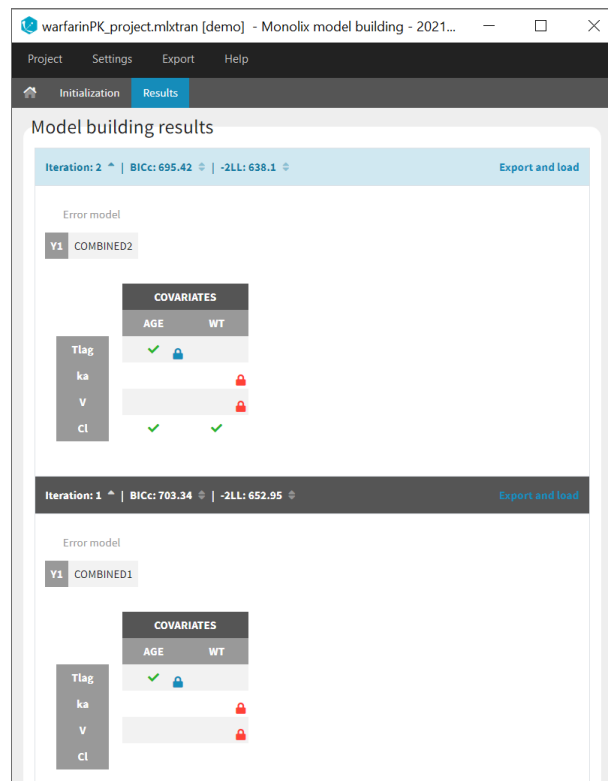 warfarinPK_project.mlxtran [demo] - Monolix model building - 2021...
Project Settings Export Help
Initialization Results
Model building results
Iteration: 2 | BICc: 695.42 | -2LL: 638.1 Export and load
Error model
Y1 COMBINED2
COVARIATES
AGE WT
Tlag
ka
V
Cl
Iteration: 1 | BICc: 703.34 | -2LL: 652.95 Export and load
Error model
Y1 COMBINED1
COVARIATES
AGE WT
Tlag
ka
V
Cl